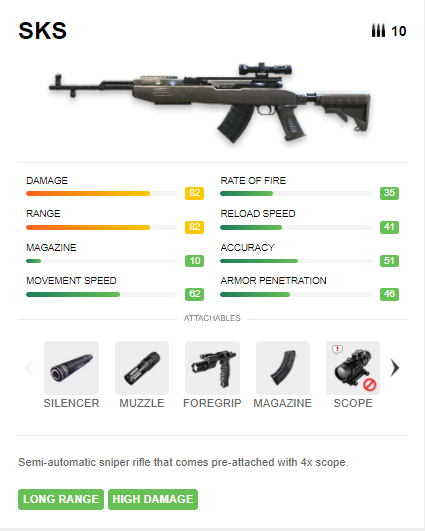 SKS
10
DAMAGE 82
RATE OF FIRE 35
RANGE 82
RELOAD SPEED 41
MAGAZINE 10
ACCURACY 51
MOVEMENT SPEED 62
ARMOR PENETRATION 46
ATTACHABLES
SILENCER
MUZZLE
FOREGRIP
MAGAZINE
SCOPE
Semi-automatic sniper rifle that comes pre-attached with 4x scope.
LONG RANGE
HIGH DAMAGE